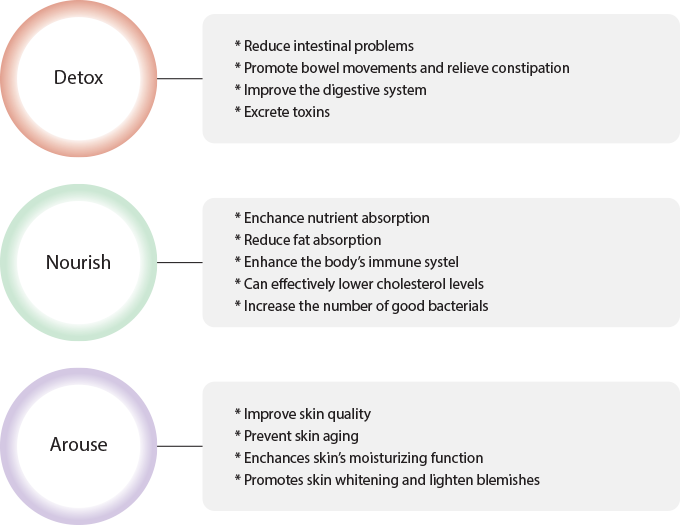 Detox
* Reduce intestinal problems
* Promote bowel movements and relieve constipation
* Improve the digestive system
* Excrete toxins
Nourish
* Enchance nutrient absorption
* Reduce fat absorption
* Enhance the body's immune systel
* Can effectively lower cholesterol levels
* Increase the number of good bacterials
Arouse
* Improve skin quality
* Prevent skin aging
* Enchances skin's moisturizing function
* Promotes skin whitening and lighten blemishes